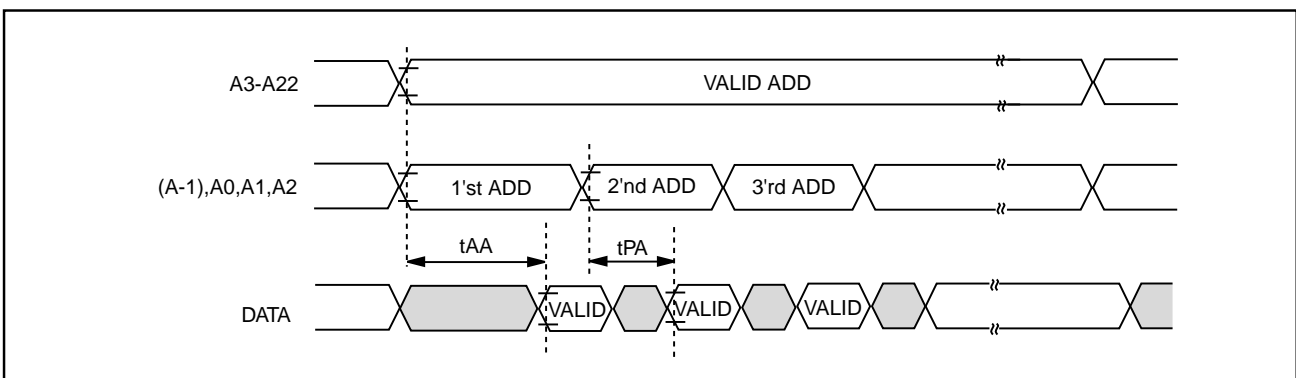 A3-A22
VALID ADD
(A-1),A0,A1,A2
1'st ADD
2'nd ADD
3'rd ADD
tAA
tPA
DATA
VALID
VALID
VALID